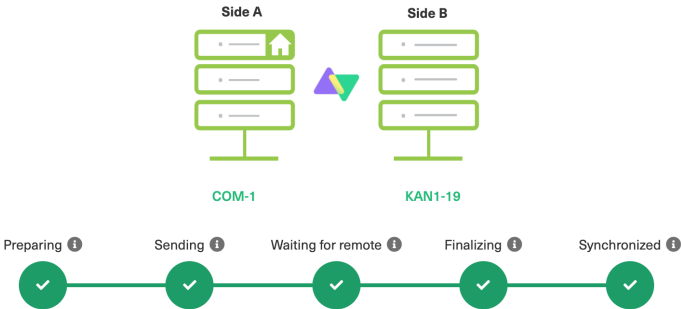 Side A
Side B
COM-1
KAN1-19
Preparing
Sending
Waiting for remote
Finalizing
Synchronized